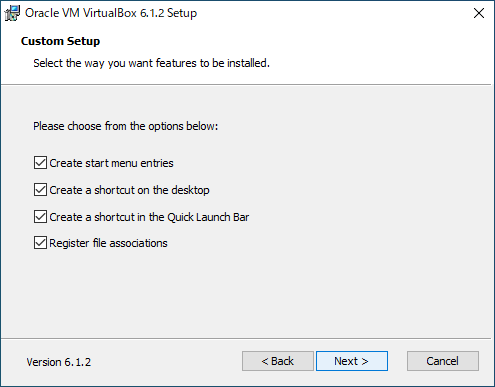 Oracle VM VirtualBox 6.1.2 Setup
Custom Setup
Select the way you want features to be installed.
Please choose from the options below:
Create start menu entries
Create a shortcut on the desktop
Create a shortcut in the Quick Launch Bar
Register file associations
Version 6.1.2
< Back
Next >
Cancel